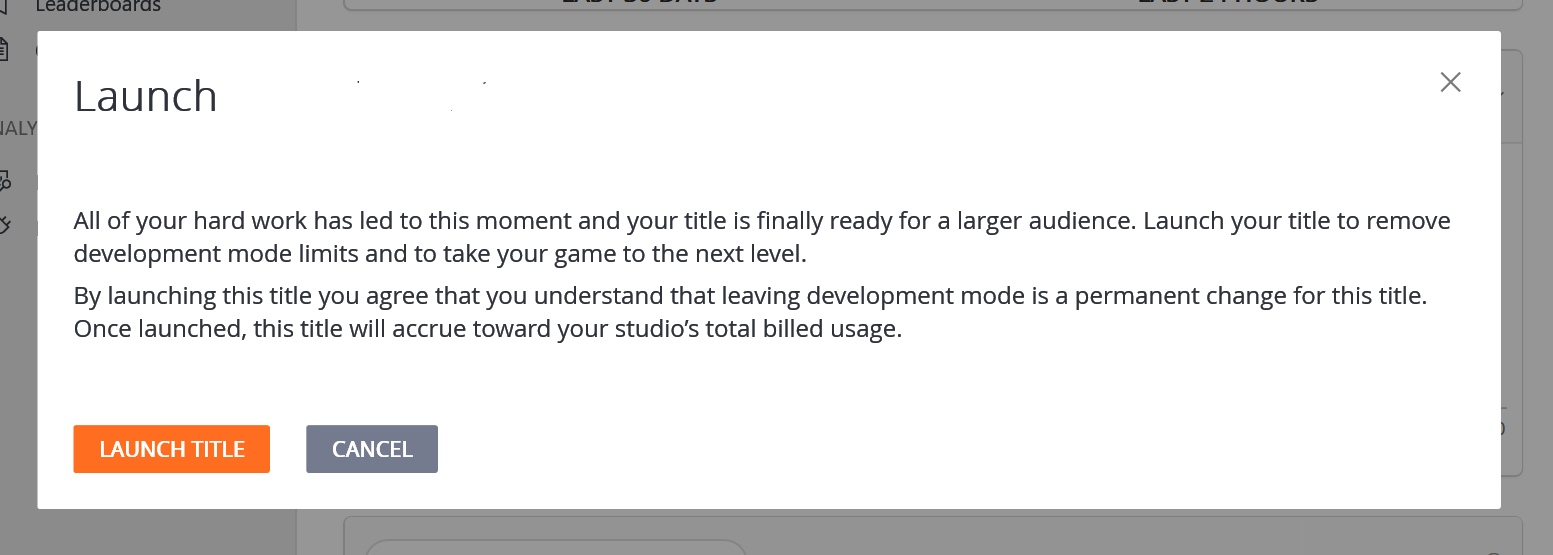 Leaderboards
LAST 30 DAYS
LAST 24 HOURS
Launch
All of your hard work has led to this moment and your title is finally ready for a larger audience. Launch your title to remove
development mode limits and to take your game to the next level.
By launching this title you agree that you understand that leaving development mode is a permanent change for this title.
Once launched, this title will accrue toward your studio’s total billed usage.
LAUNCH TITLE
CANCEL